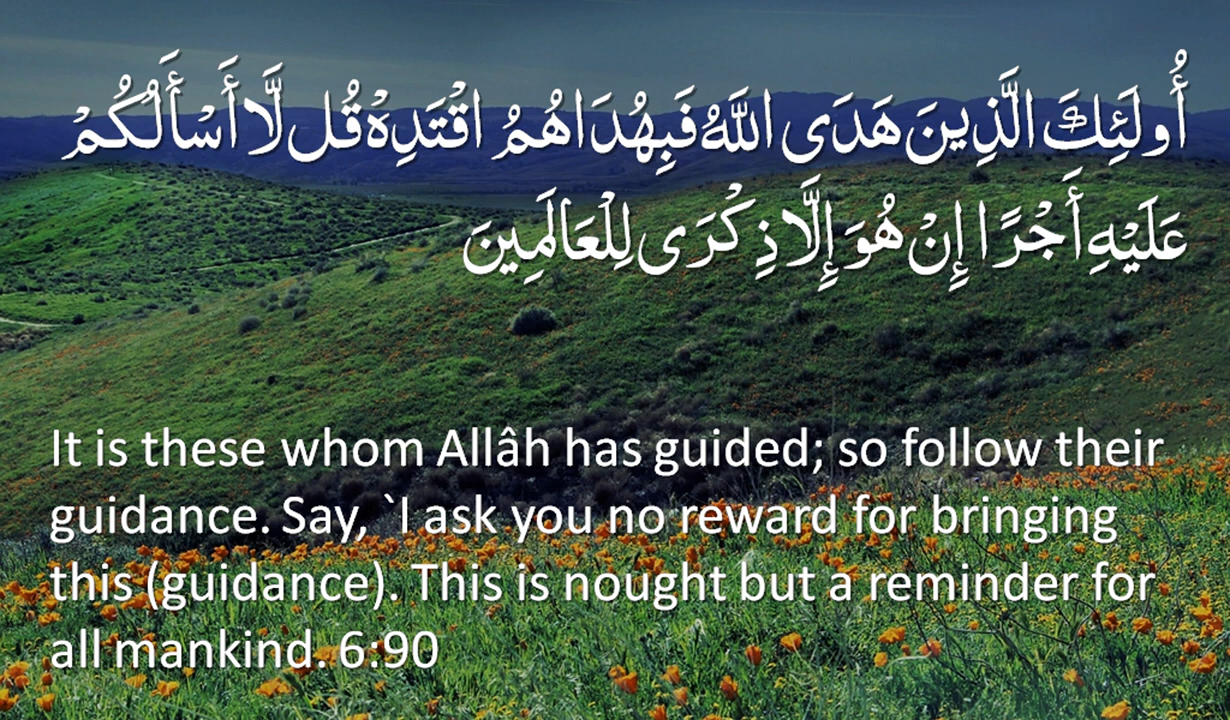 أُولَئِكَ الَّذِينَ هَدَى اللَّهُ فَبِهُدَاهُمُ اقْتَدِهْ قُل لَّا أَسْأَلُكُمْ
عَلَيْهِ أَجْرًا إِنْ هُوَ إِلَّا ذِكْرَى لِلْعَالَمِينَ
It is these whom Allâh has guided; so follow their
guidance. Say, `I ask you no reward for bringing
this (guidance). This is nought but a reminder for
all mankind. 6:90